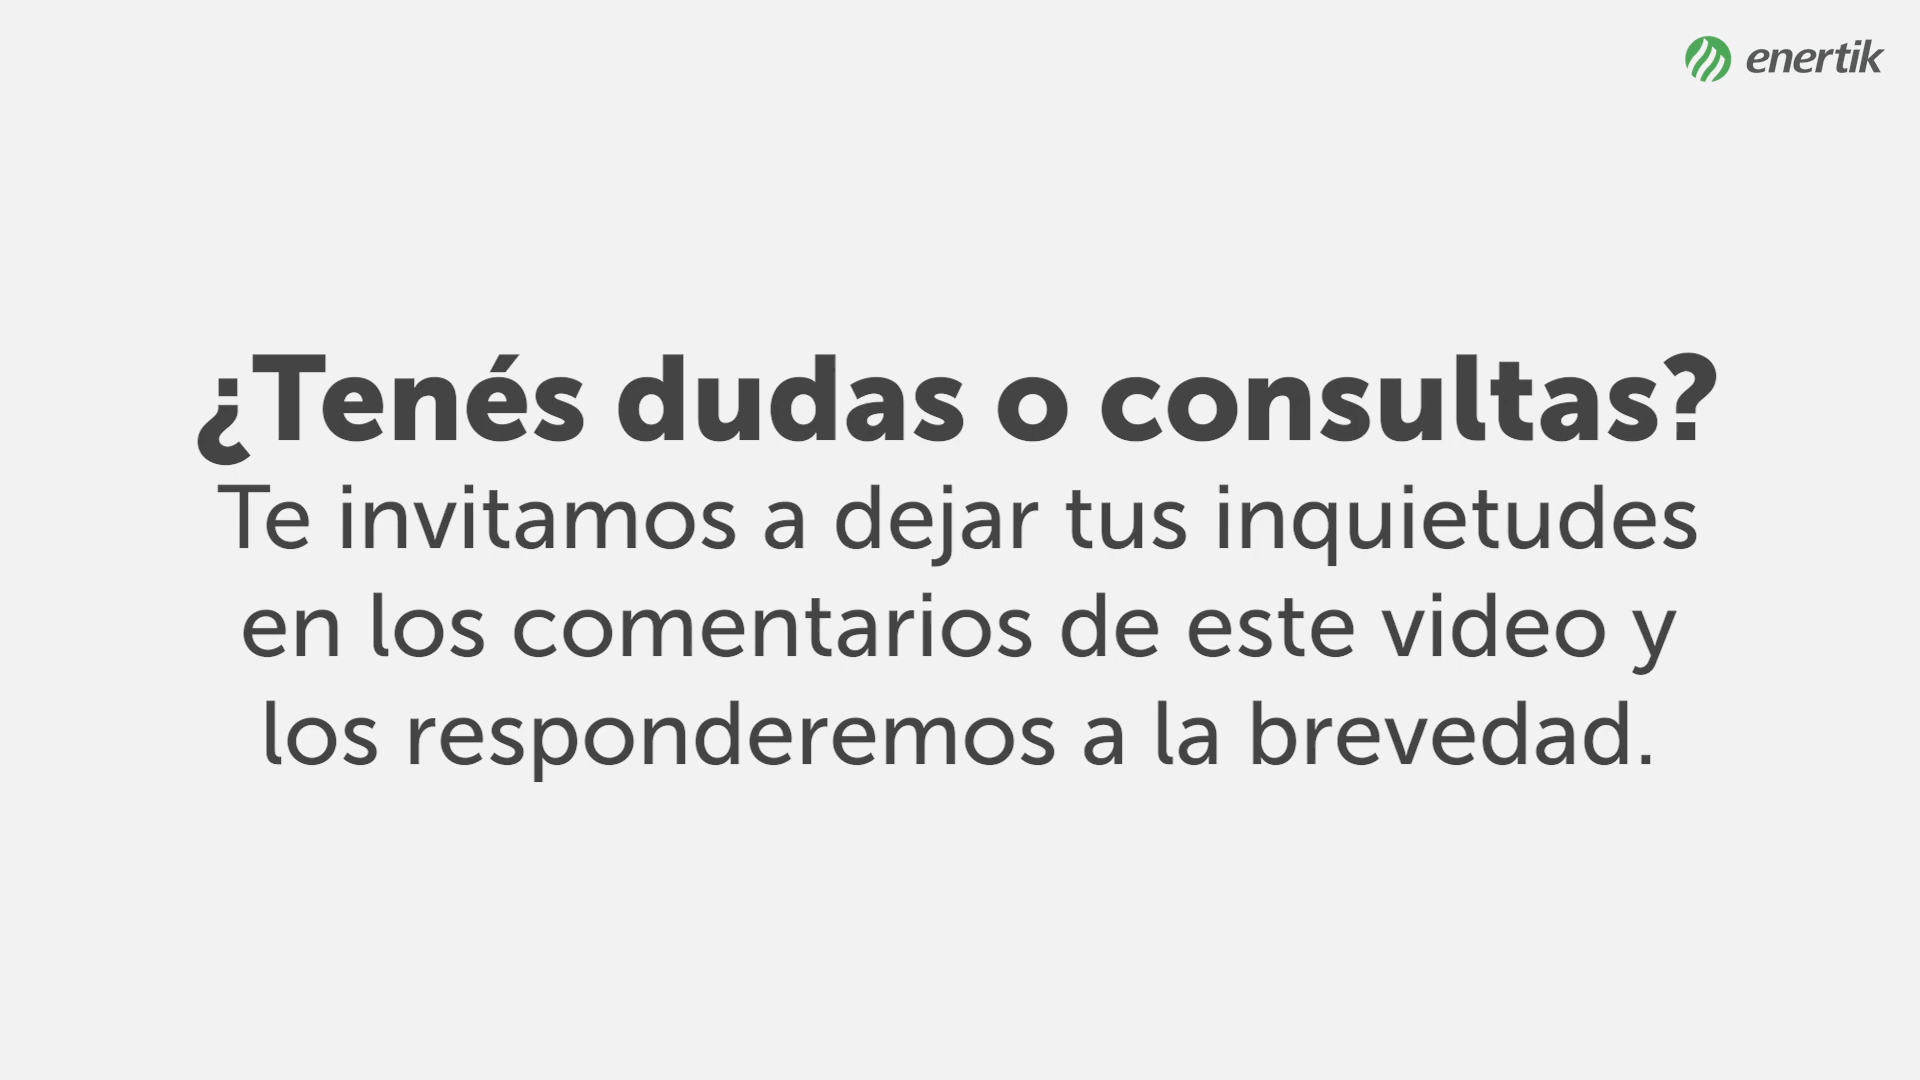 enertik
¿Tenés dudas o consultas?
Te invitamos a dejar tus inquietudes
en los comentarios de este video y
los responderemos a la brevedad.